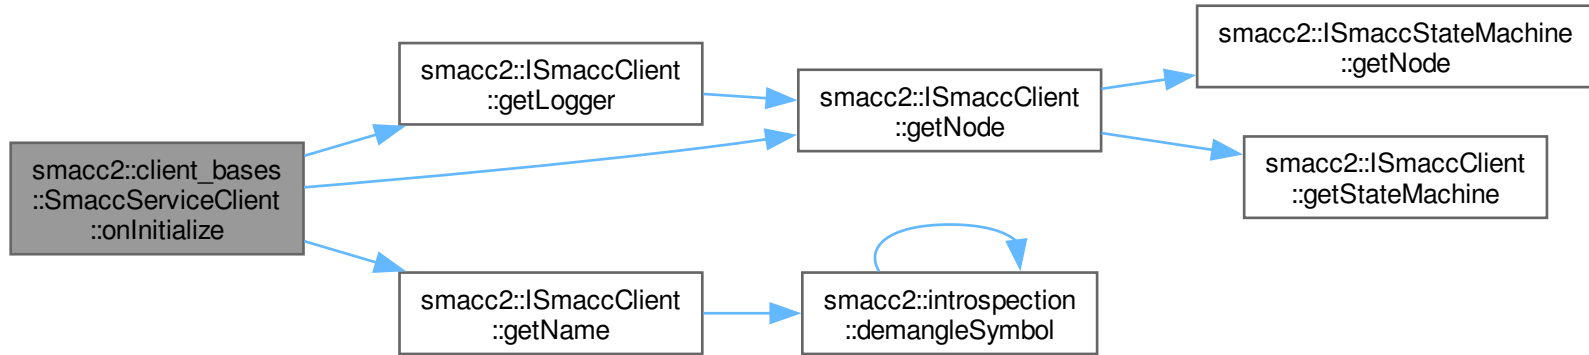 smacc2::client_bases
::SmaccServiceClient
::onInitialize
smacc2::ISmaccClient
::getLogger
smacc2::ISmaccClient
::getName
smacc2::ISmaccClient
::getNode
smacc2::introspection
::demangleSymbol
smacc2::ISmaccStateMachine
::getNode
smacc2::ISmaccClient
::getStateMachine